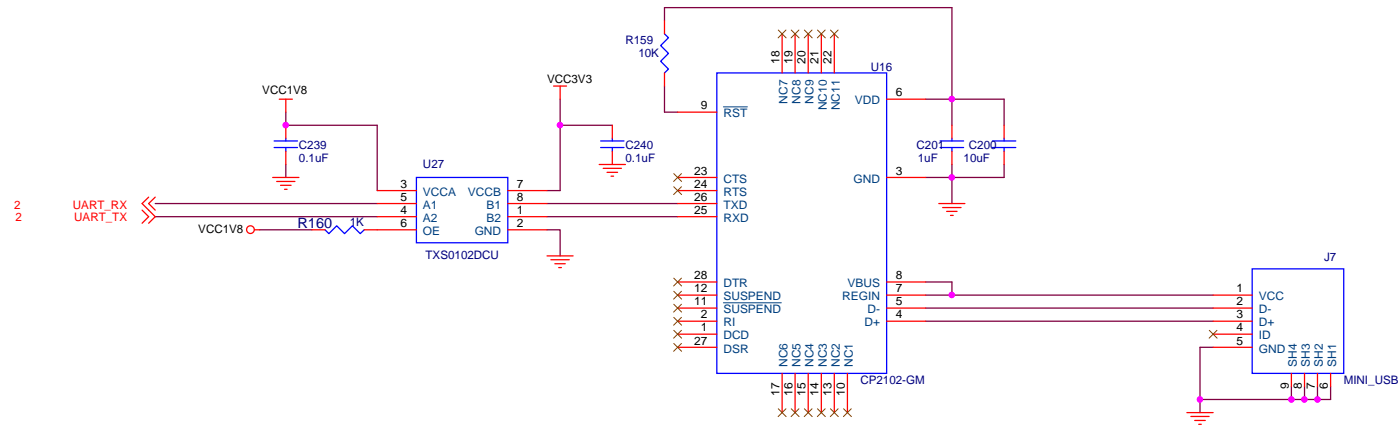 R159
10K
18
19
20
21
22
NC7
NC8
NC9
NC10
NC11
U16
VCC1V8
C239
0.1uF
VCC3V3
C240
0.1uF
9
RST
VDD
6
C201
1uF
C200
10uF
U27
3
VCCA
VCCB
7
5
A1
B1
8
4
A2
B2
1
6
OE
GND
2
TXS0102DCU
2
UART_RX
2
UART_TX
VCC1V8
R160
1K
23
CTS
24
RTS
26
TXD
25
RXD
GND
3
28
DTR
12
SUSPEND
11
SUSPEND
2
RI
1
DCD
27
DSR
VBUS
8
REGIN
7
D-
5
D+
4
NC6
NC5
NC4
NC3
NC2
NC1
17
16
15
14
13
10
CP2102-GM
J7
1
VCC
2
D-
3
D+
4
ID
5
GND
SH4
SH3
SH2
SH1
9
8
7
6
MINI_USB